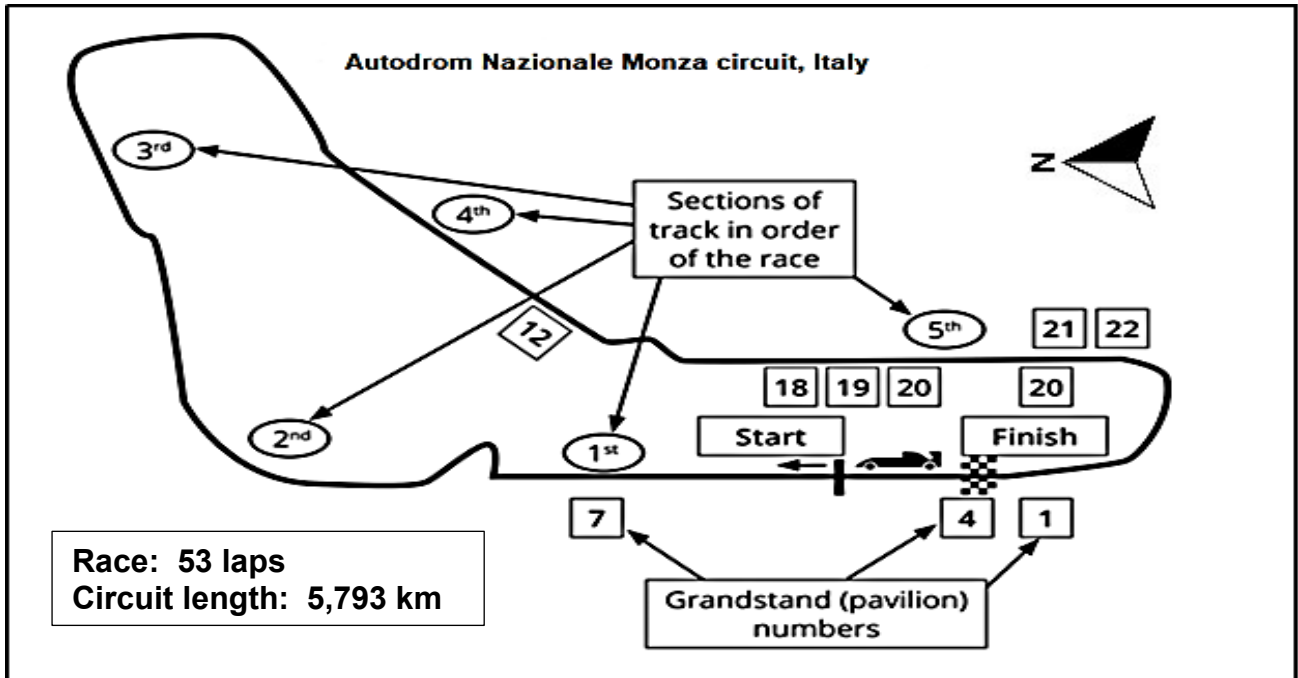 Autodrom Nazionale Monza circuit, Italy
3rd
N
Sections of
track in order
of the race
4th
12
5th
21
22
18
19
20
20
2nd
1st
Start
Finish
7
4
1
Race: 53 laps
Circuit length: 5,793 km
Grandstand (pavilion)
numbers